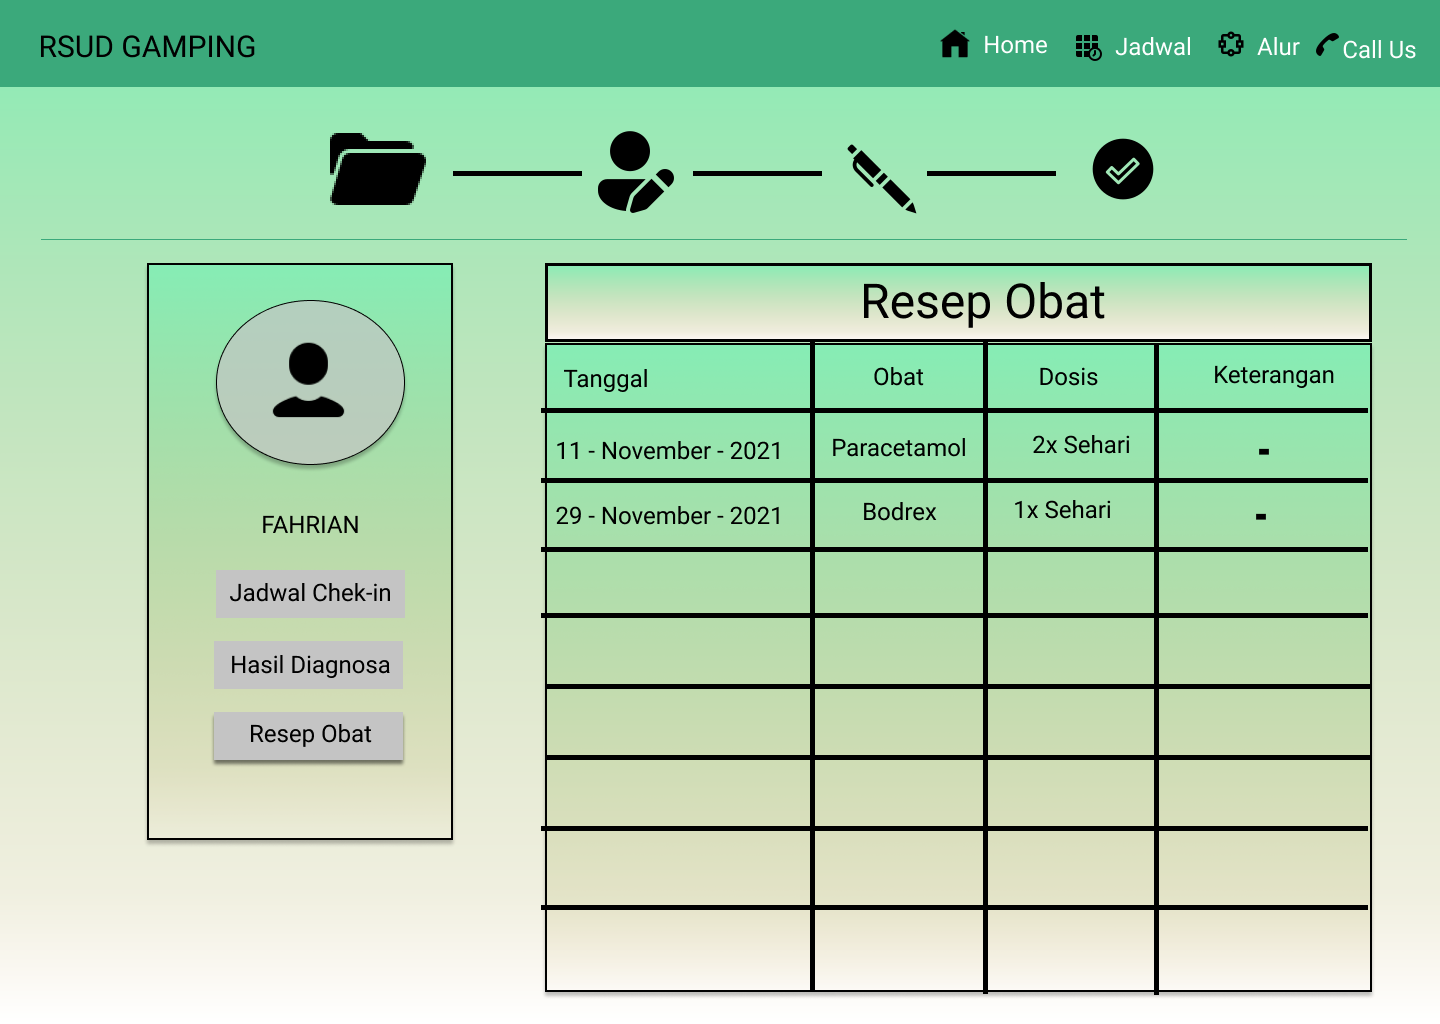 RSUD GAMPING
Home
Jadwal
Alur
Call Us
FAHRIAN
Jadwal Chek-in
Hasil Diagnosa
Resep Obat
Resep Obat
Tanggal Obat Dosis Keterangan
11 - November - 2021 Paracetamol 2x Sehari -
29 - November - 2021 Bodrex 1x Sehari -